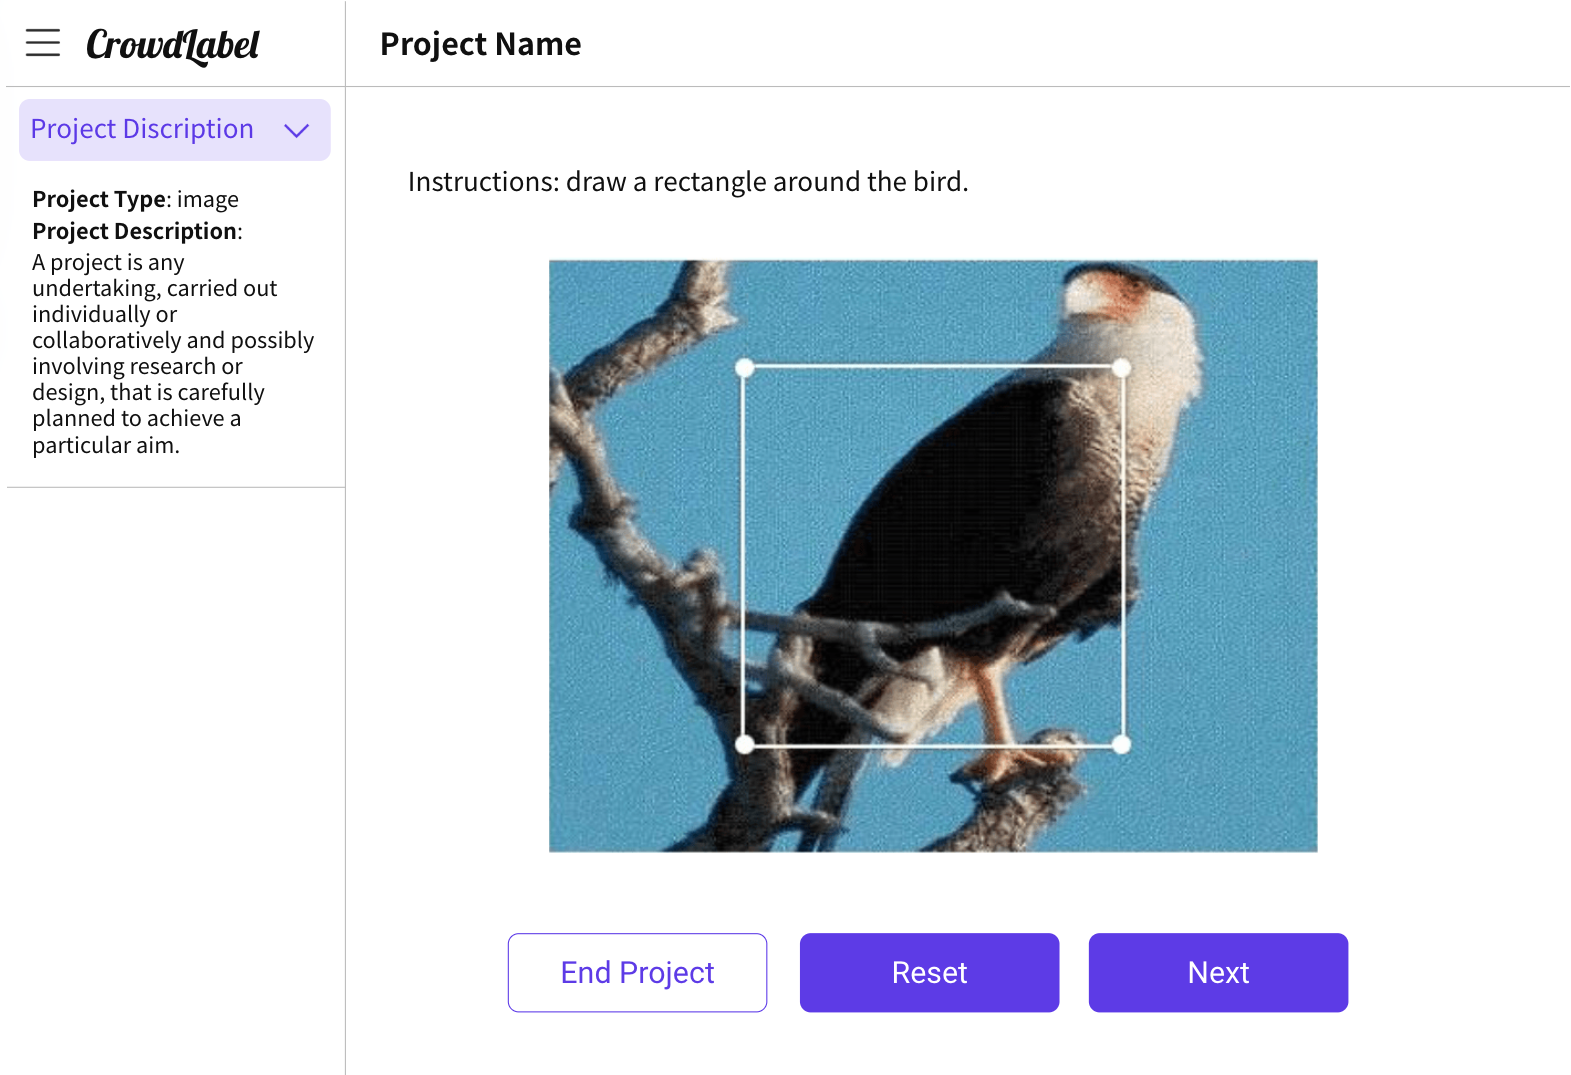 CrowdLabel
Project Name
Project Discription
Project Type: image
Project Description:
A project is any
undertaking, carried out
individually or
collaboratively and possibly
involving research or
design, that is carefully
planned to achieve a
particular aim.
Instructions: draw a rectangle around the bird.
End Project
Reset
Next